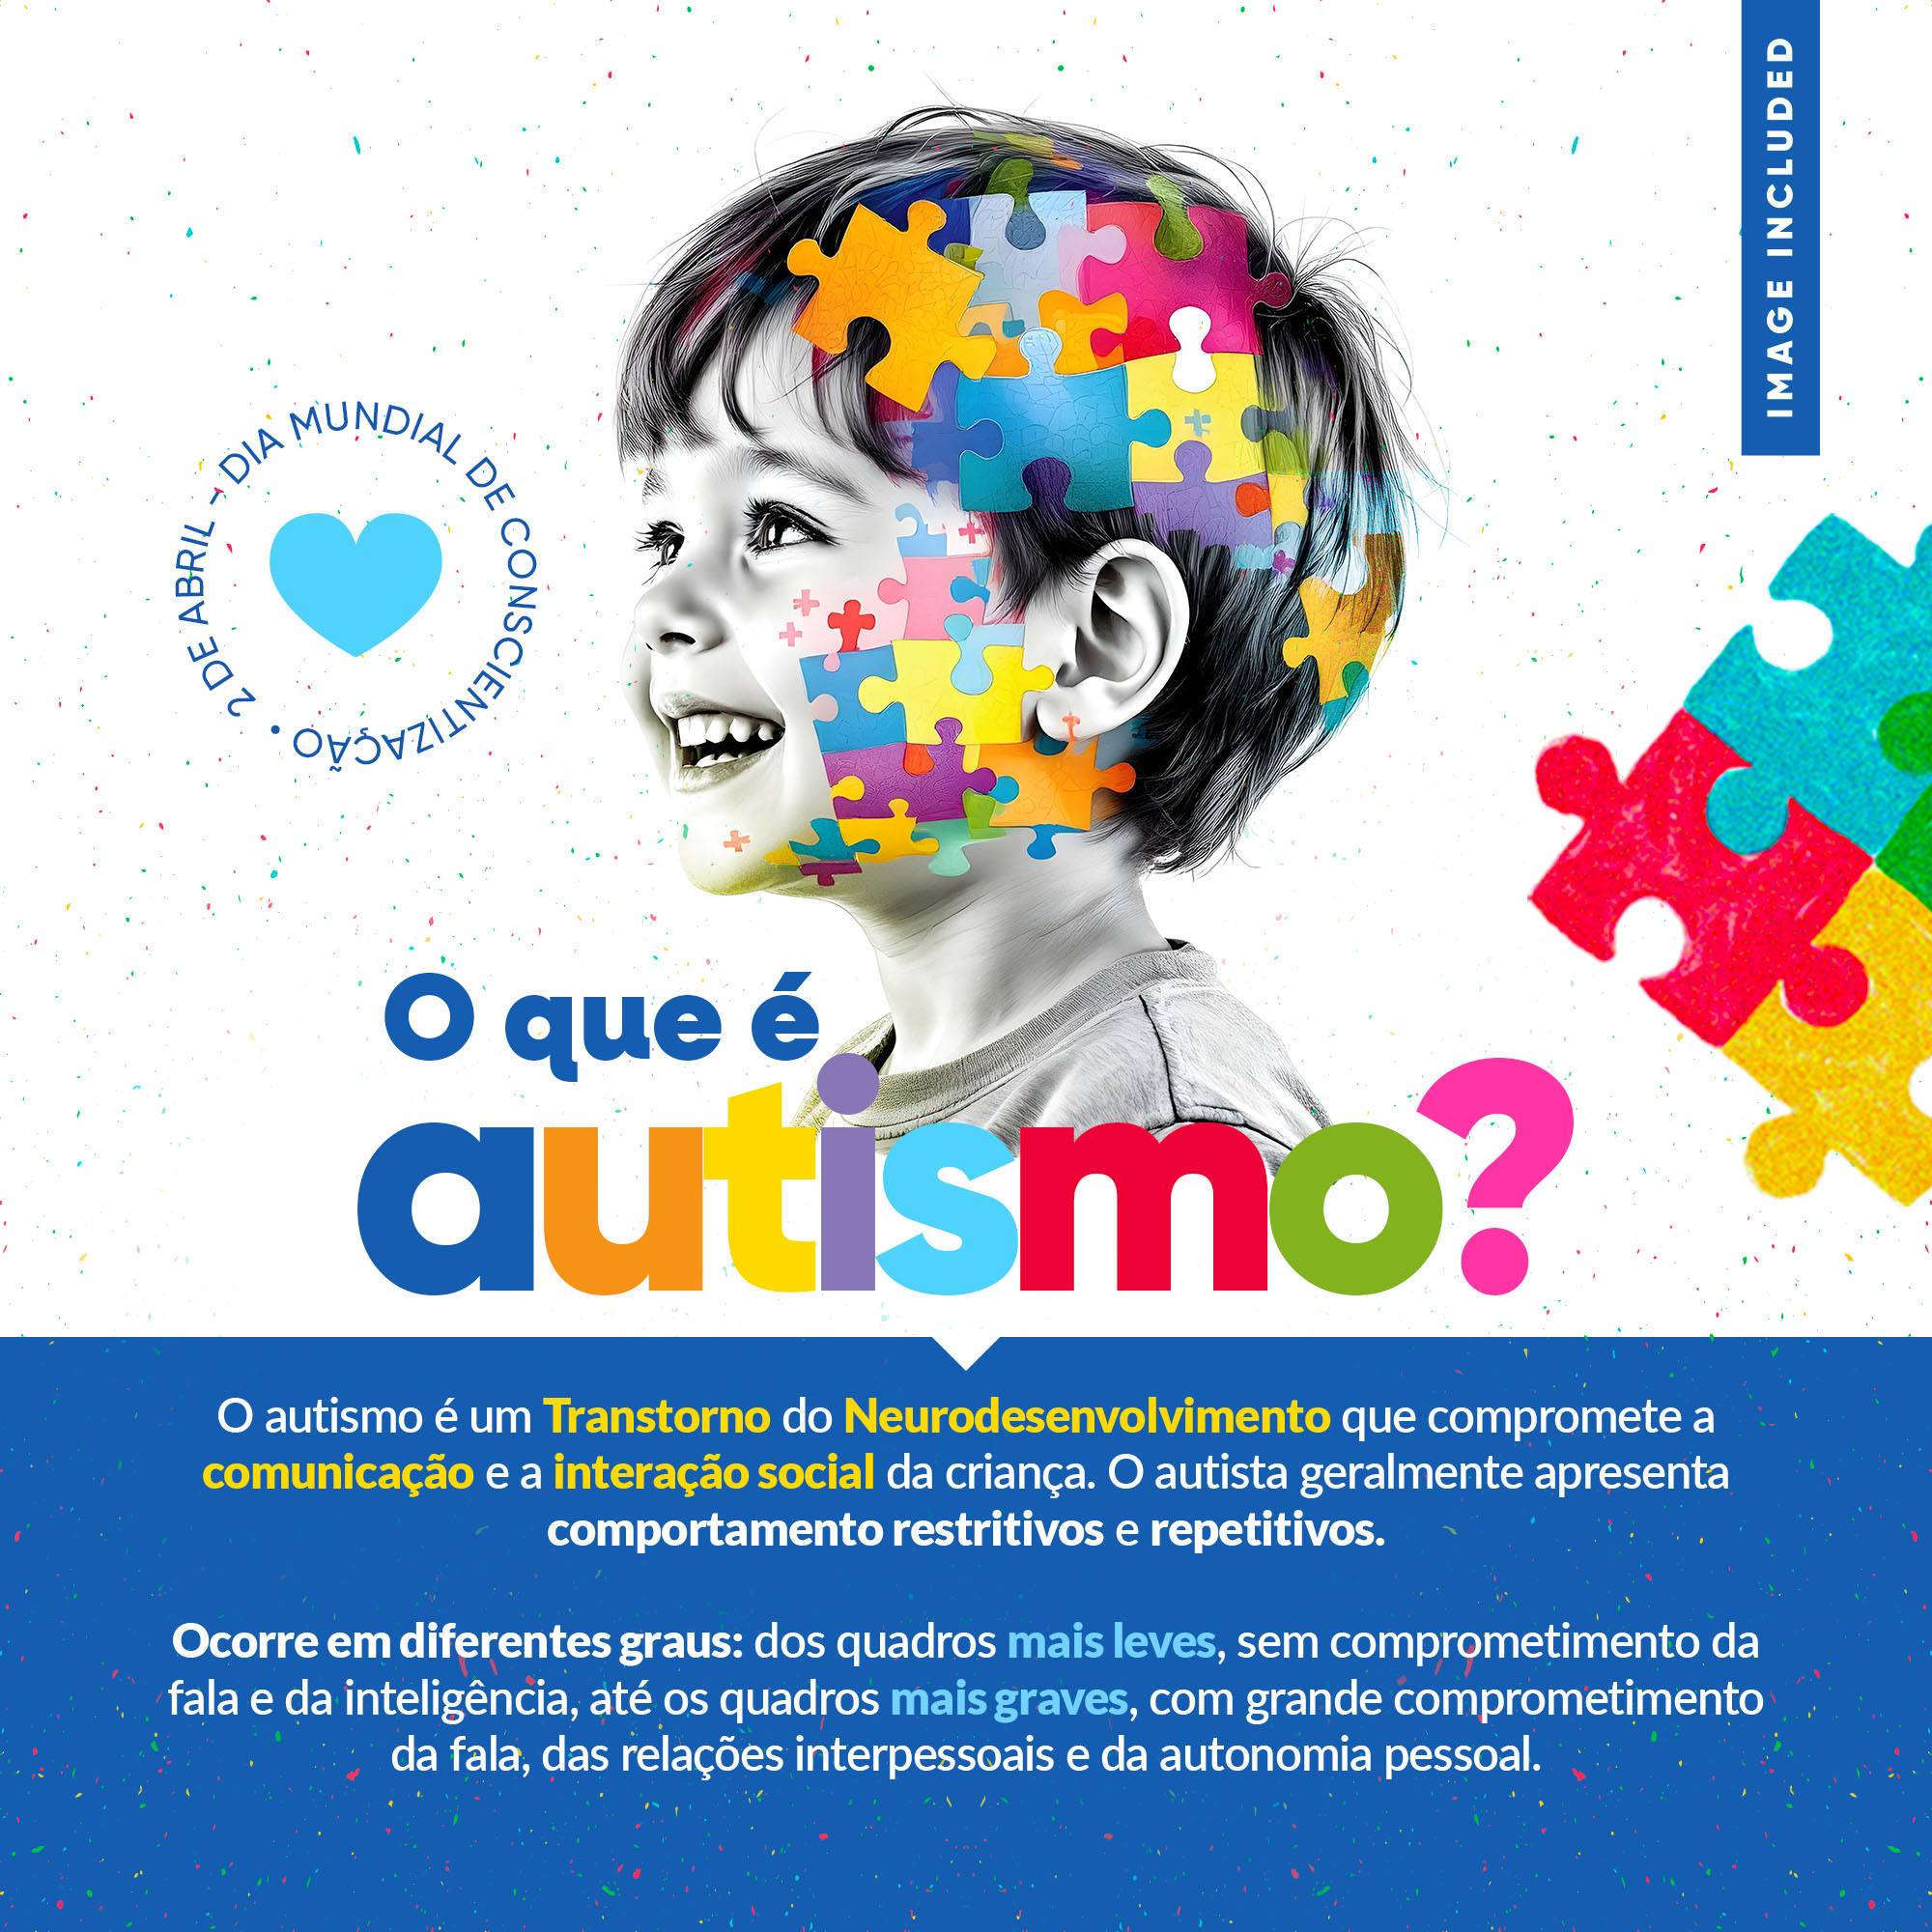 IMAGE INCLUDED
2 DE ABRIL - DIA MUNDIAL DE CONSCIENTIZAÇÃO •
O que é
autismo?
O autismo é um Transtorno do Neurodesenvolvimento que compromete a
comunicação e a interação social da criança. O autista geralmente apresenta
comportamento restritivos e repetitivos.
Ocorre em diferentes graus: dos quadros mais leves, sem comprometimento da
fala e da inteligência, até os quadros mais graves, com grande comprometimento
da fala, das relações interpessoais e da autonomia pessoal.